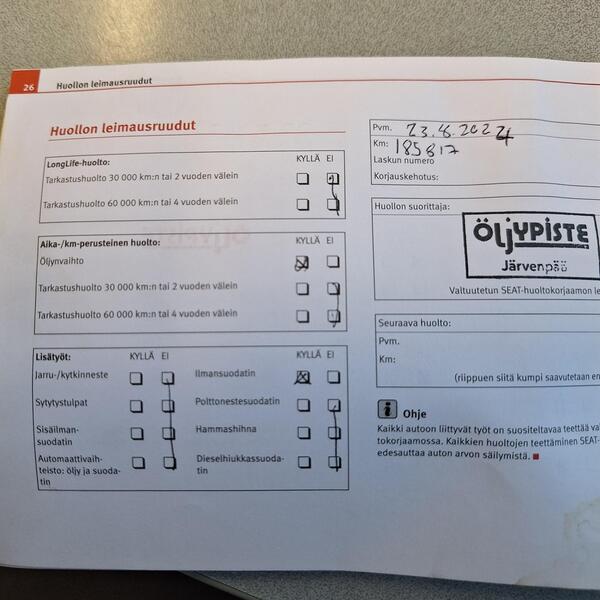 26
Huollon leimausruudut
Huollon leimausruudut
LongLife-huolto:
KYLLÄ EI
Tarkastushuolto 30 000 km:n tai 2 vuoden välein
Tarkastushuolto 60 000 km:n tai 4 vuoden välein
Aika-/km-perusteinen huolto:
KYLLÄ EI
Öljynvaihto
Tarkastushuolto 30 000 km:n tai 2 vuoden välein
Tarkastushuolto 60 000 km:n tai 4 vuoden välein
Lisätyöt:
KYLLÄ EI
KYLLÄ EI
Jarru-/kytkinneste
Ilmansuodatin
Sytytystulpat
Polttonestesuodatin
Sisäilman-
suodatin
Hammashihna
Automaattivaih-
teisto: öljy ja suoda-
tin
Dieselhiukkassuoda-
tin
Pvm. 23.8.2024
Km: 185817
Laskun numero
Korjauskehotus:
Huollon suorittaja:
ÖLJYPISTE
Järvenpää
Valtuutetun SEAT-huoltokorjaamon le
Seuraava huolto:
Pvm.
Km:
(riippuen siitä kumpi saavutetaan en
i Ohje
Kaikki autoon liittyvät työt on suositeltavaa teettää va
tokorjaamossa. Kaikkien huoltojen teettäminen SEAT-
edesauttaa auton arvon säilymistä.